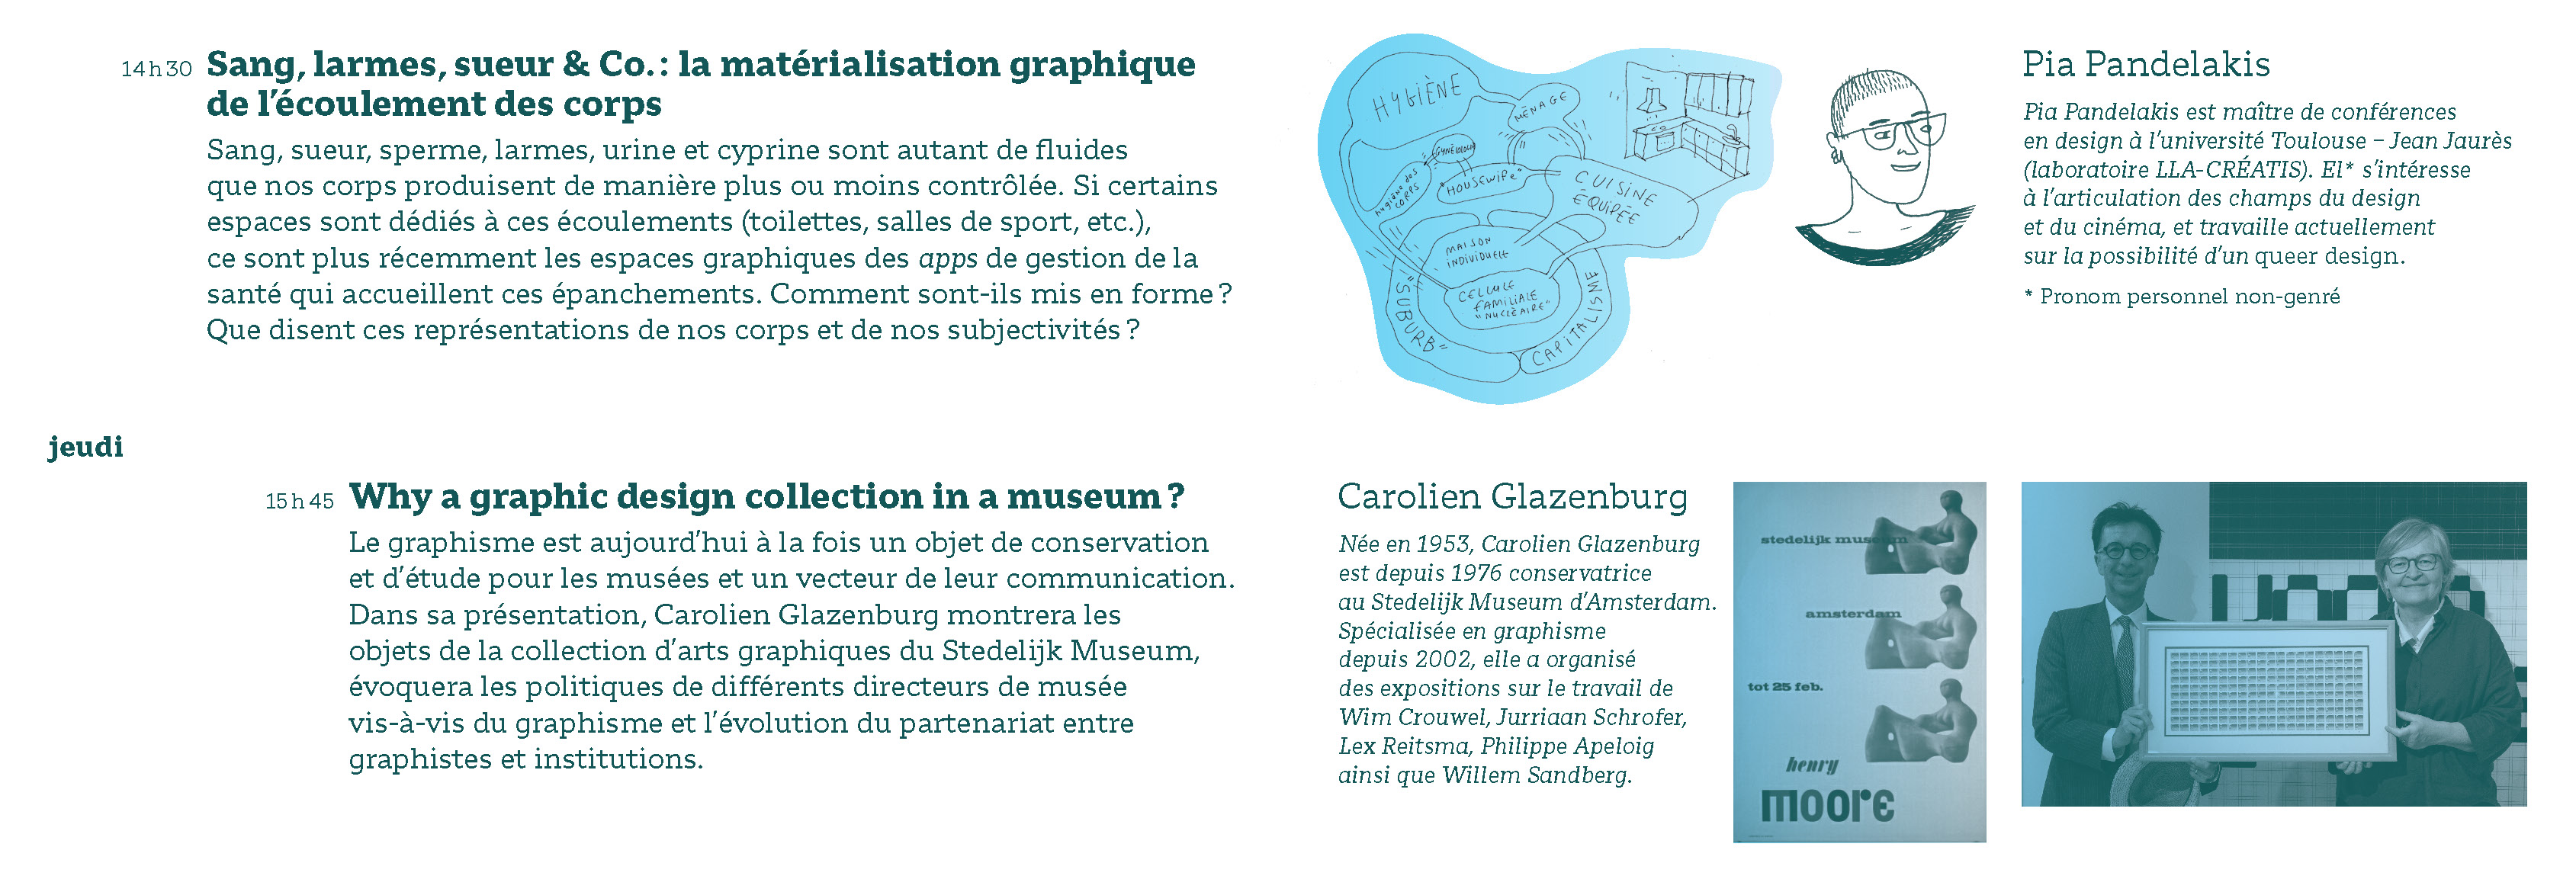 14 h 30
Sang, larmes, sueur & Co. : la matérialisation graphique
de l’écoulement des corps
Sang, sueur, sperme, larmes, urine et cyprine sont autant de fluides
que nos corps produisent de manière plus ou moins contrôlée. Si certains
espaces sont dédiés à ces écoulements (toilettes, salles de sport, etc.),
ce sont plus récemment les espaces graphiques des apps de gestion de la
santé qui accueillent ces épanchements. Comment sont-ils mis en forme ?
Que disent ces représentations de nos corps et de nos subjectivités ?
HYGIÈNE
MÉNAGE
GYNÉCOLOGIE
hygiène des
CORPS
"HOUSEWIFE"
CUISINE
ÉQUIPÉE
MAISON
INDIVIDUELLE
CELLULE
FAMILIALE
"NUCLÉAIRE"
"SUBURB"
CAPITALISME
Pia Pandelakis
Pia Pandelakis est maître de conférences
en design à l’université Toulouse – Jean Jaurès
(laboratoire LLA-CRÉATIS). El* s’intéresse
à l’articulation des champs du design
et du cinéma, et travaille actuellement
sur la possibilité d’un queer design.
* Pronom personnel non-genré
jeudi
15 h 45
Why a graphic design collection in a museum ?
Le graphisme est aujourd’hui à la fois un objet de conservation
et d’étude pour les musées et un vecteur de leur communication.
Dans sa présentation, Carolien Glazenburg montrera les
objets de la collection d’arts graphiques du Stedelijk Museum,
évoquera les politiques de différents directeurs de musée
vis-à-vis du graphisme et l’évolution du partenariat entre
graphistes et institutions.
Carolien Glazenburg
Née en 1953, Carolien Glazenburg
est depuis 1976 conservatrice
au Stedelijk Museum d’Amsterdam.
Spécialisée en graphisme
depuis 2002, elle a organisé
des expositions sur le travail de
Wim Crouwel, Jurriaan Schrofer,
Lex Reitsma, Philippe Apeloig
ainsi que Willem Sandberg.
stedelijk museum
amsterdam
tot 25 feb.
henry
moore